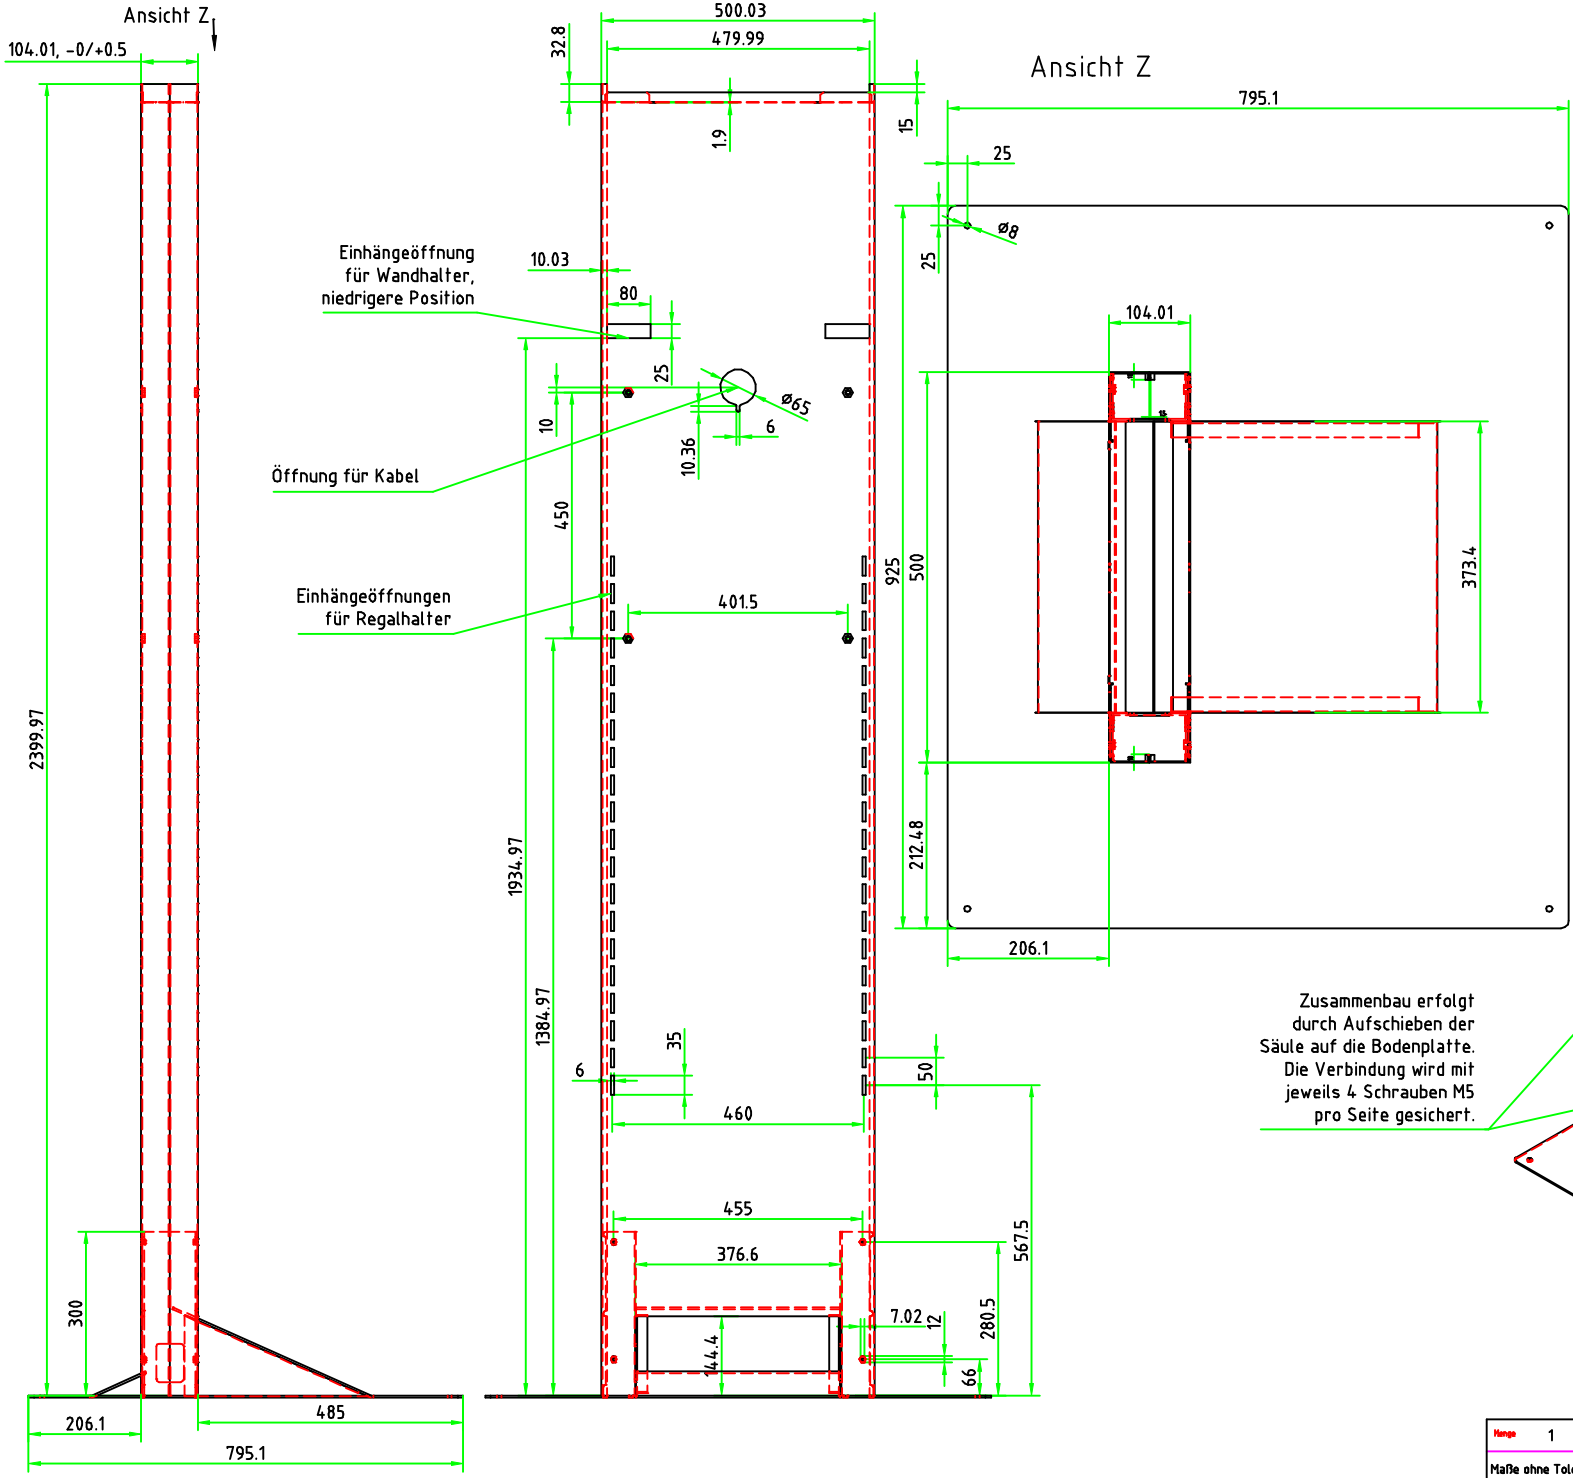 Ansicht Z
104.01, -0/+0.5
2399.97
300
206.1
485
795.1
500.03
479.99
32.8
1.9
15
Einhängeöffnung
für Wandhalter,
niedrigere Position
10.03
80
25
10
Ø65
6
10.36
Öffnung für Kabel
450
Einhängeöffnungen
für Regalhalter
401.5
1934.97
1384.97
35
6
50
460
455
376.6
567.5
280.5
7.02
12
144.4
66
Ansicht Z
795.1
25
Ø8
25
104.01
925
500
373.4
212.48
206.1
Zusammenbau erfolgt
durch Aufschieben der
Säule auf die Bodenplatte.
Die Verbindung wird mit
jeweils 4 Schrauben M5
pro Seite gesichert.
Menge 1
Maße ohne Tole